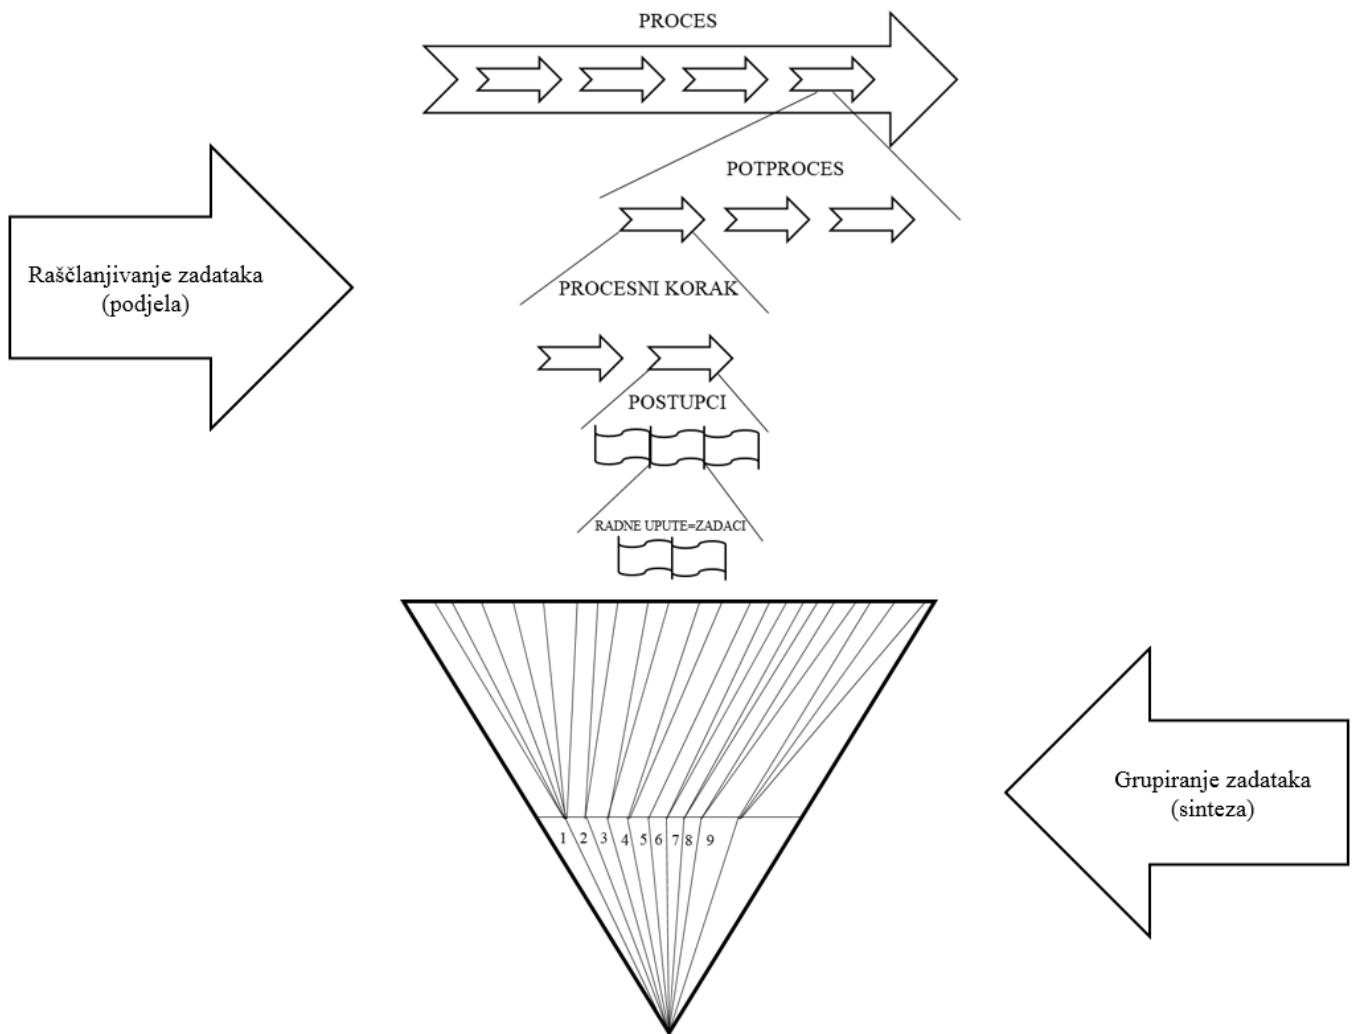 PROCES
POTPROCES
Raščlanjivanje zadataka
(podjela)
PROCESNI KORAK
POSTUPCI
RADNE UPUTE=ZADACI
Grupiranje zadataka
(sinteza)
1 2 3 4 5 6 7 8 9